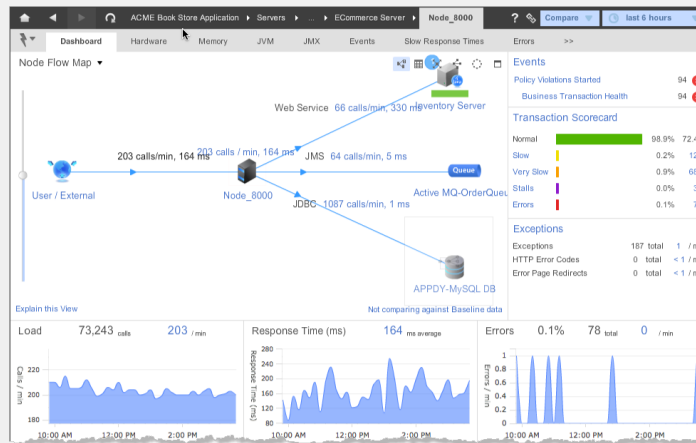 ACME Book Store Application
Servers
...
ECommerce Server
Node_8000
?
Compare
last 6 hours
Dashboard
Hardware
Memory
JVM
JMX
Events
Slow Response Times
Errors
>>
Node Flow Map
Web Service 66 calls/min, 330 ms
Inventory Server
203 calls/min, 164 ms
203 calls / min, 164 ms
JMS 64 calls/min, 5 ms
Queue
User / External
Node_8000
Active MQ-OrderQueu
JDBC 1087 calls/min, 1 ms
APPDY-MySQL DB
Explain this View
Not comparing against Baseline data
Events
Policy Violations Started 94
Business Transaction Health 94
Transaction Scorecard
Normal 98.9% 72.4
Slow 0.2% 12
Very Slow 0.9% 68
Stalls 0.0% 3
Errors 0.1% 7
Exceptions
Exceptions 187 total 1 / m
HTTP Error Codes 0 total < 1 / m
Error Page Redirects 0 total < 1 / m
Load 73,243 calls 203 / min
Calls / min
220
200
180
10:00 AM 12:00 PM 2:00 PM
Response Time (ms) 164 ms average
Response Time (ms)
280
240
200
160
120
80
10:00 AM 12:00 PM 2:00 PM
Errors 0.1% 78 total 0 / min
Errors / min
1
0.8
0.6
0.4
0.2
0
10:00 AM 12:00 PM 2:00 PM